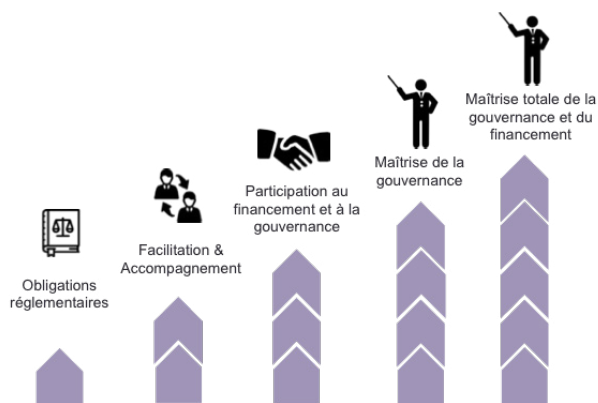 Obligations
réglementaires
Facilitation &
Accompagnement
Participation au
financement et à la
gouvernance
Maîtrise de la
gouvernance
Maîtrise totale de la
gouvernance et du
financement